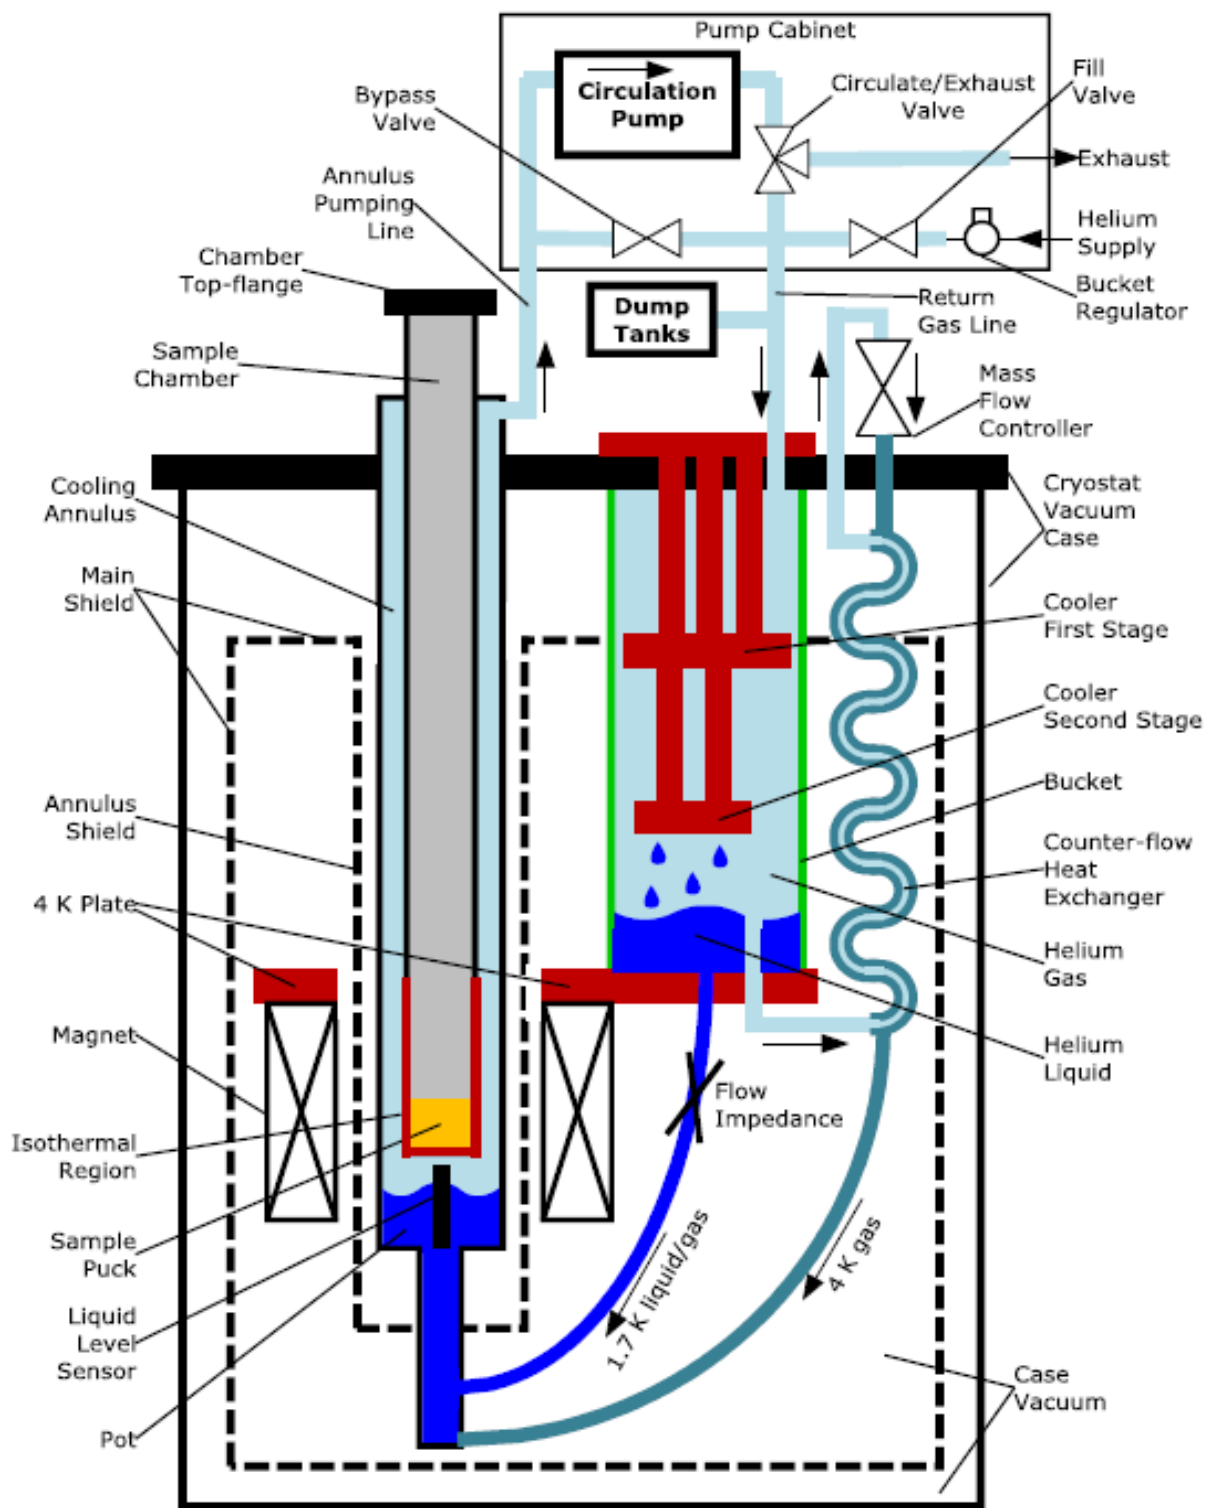 Pump Cabinet
Circulation
Pump
Bypass
Valve
Circulate/Exhaust
Valve
Fill
Valve
Exhaust
Annulus
Pumping
Line
Helium
Supply
Chamber
Top-flange
Dump
Tanks
Return
Gas Line
Bucket
Regulator
Sample
Chamber
Mass
Flow
Controller
Cooling
Annulus
Cryostat
Vacuum
Case
Main
Shield
Cooler
First Stage
Cooler
Second Stage
Annulus
Shield
Bucket
4 K Plate
Counter-flow
Heat
Exchanger
Helium
Gas
Magnet
Helium
Liquid
Flow
Impedance
Isothermal
Region
Sample
Puck
1.7 K liquid/gas
4 K gas
Liquid
Level
Sensor
Pot
Case
Vacuum